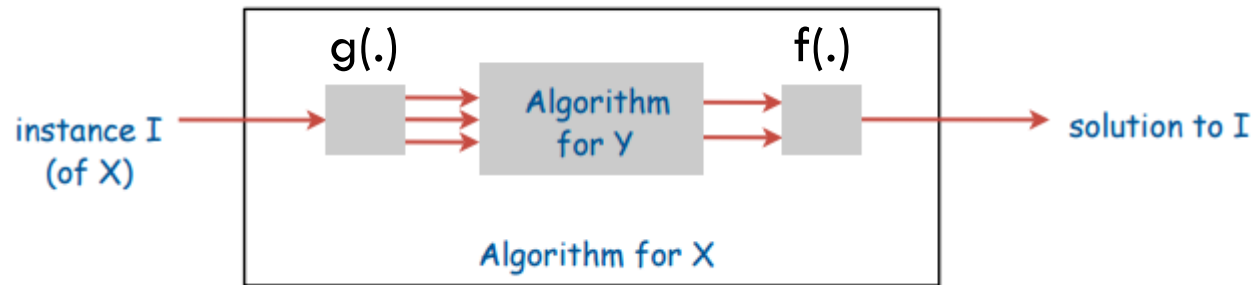 g(.)
f(.)
instance I
(of X)
Algorithm
for Y
solution to I
Algorithm for X